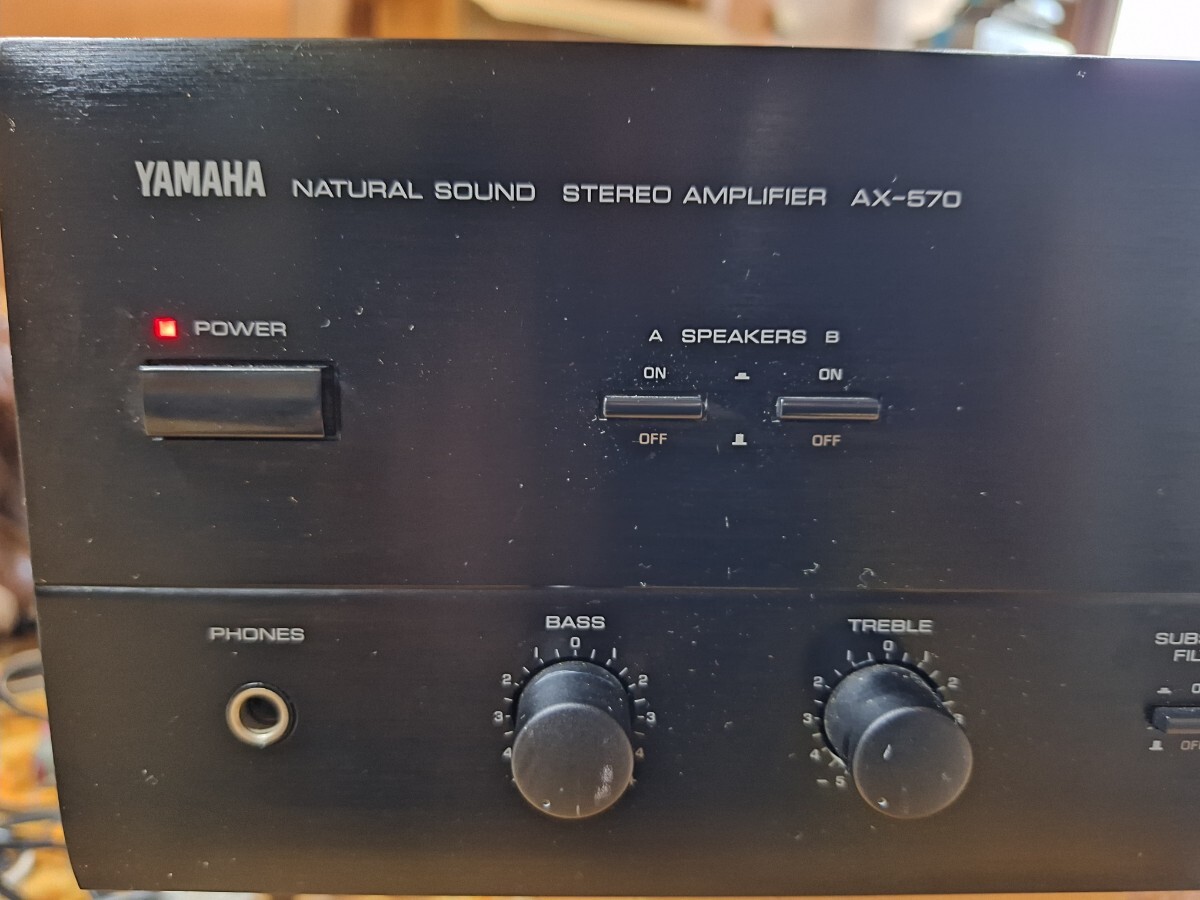 YAMAHA NATURAL SOUND STEREO AMPLIFIER AX-570
POWER
A SPEAKERS B
ON ON
OFF OFF
PHONES
BASS
0
2 2
3 3
4 4
TREBLE
0
2 2
3 3
4
- 5